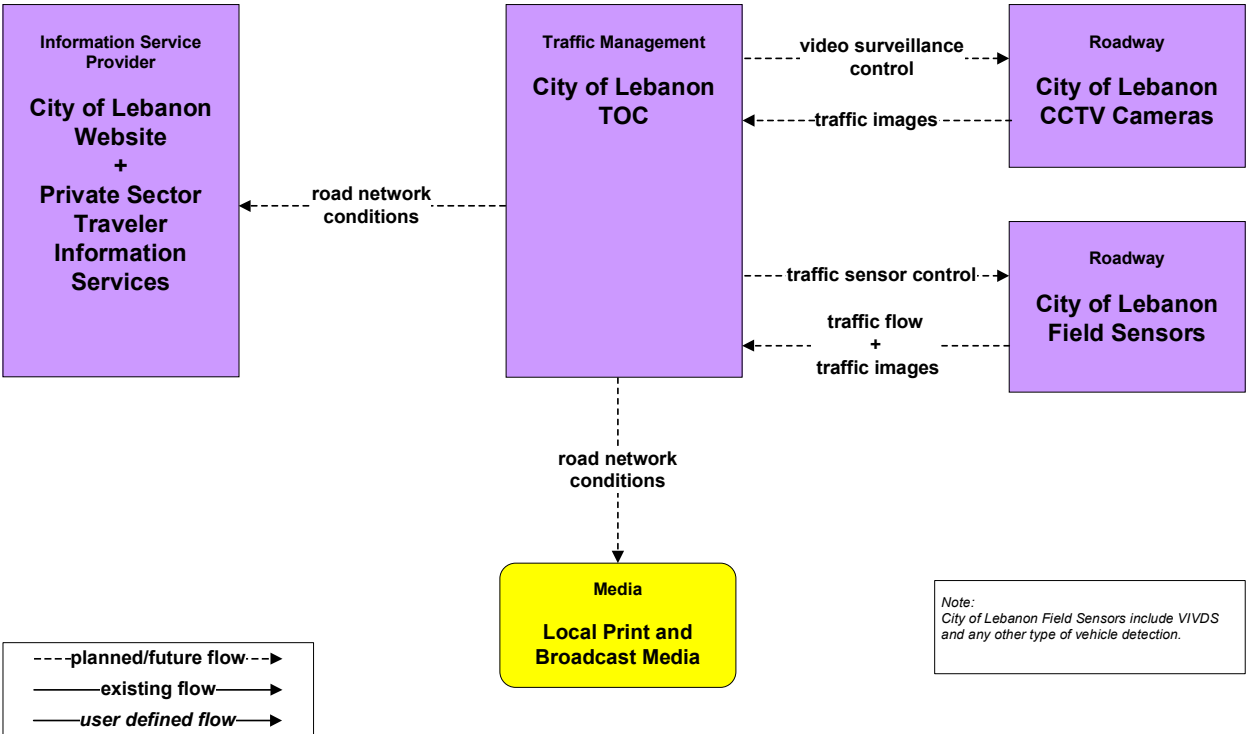 Information Service
Provider
City of Lebanon
Website
+
Private Sector
Traveler
Information
Services
road network
conditions
Traffic Management
City of Lebanon
TOC
video surveillance
control
traffic images
Roadway
City of Lebanon
CCTV Cameras
traffic sensor control
traffic flow
+
traffic images
Roadway
City of Lebanon
Field Sensors
road network
conditions
Media
Local Print and
Broadcast Media
Note:
City of Lebanon Field Sensors include VIVDS
and any other type of vehicle detection.
planned/future flow
existing flow
user defined flow